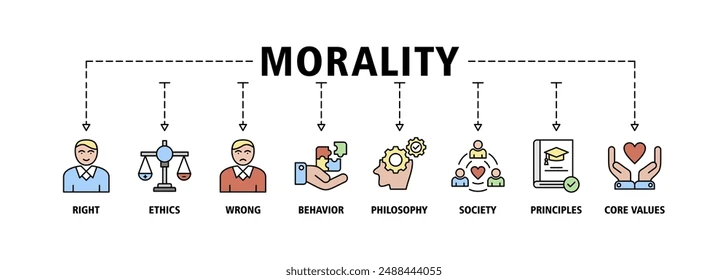 MORALITY
RIGHT
ETHICS
WRONG
BEHAVIOR
PHILOSOPHY
SOCIETY
PRINCIPLES
CORE VALUES
shutterstock.com · 2488444055